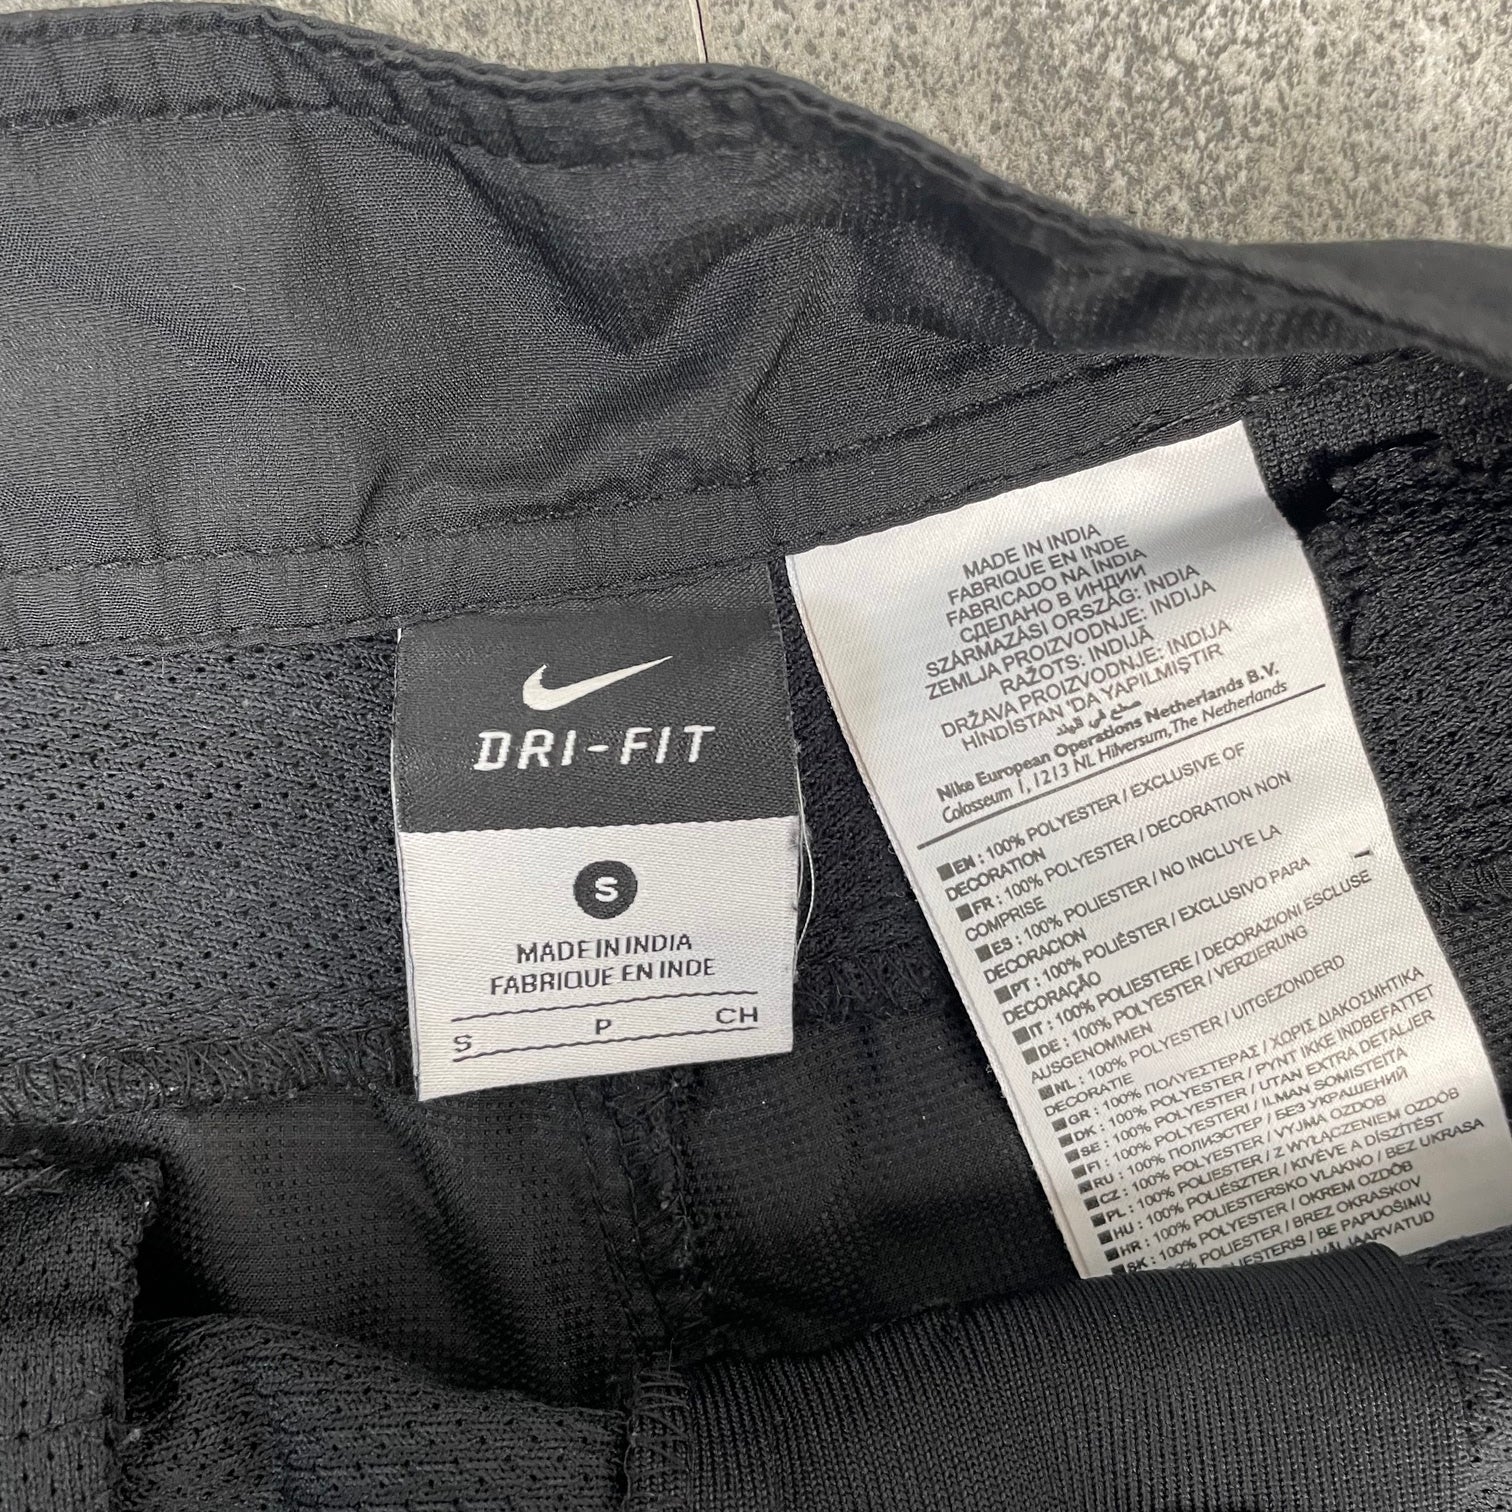 DRI-FIT
S
MADE IN INDIA
FABRIQUE EN INDE
S P CH
MADE IN INDIA
FABRIQUE EN INDE
FABRICADO NA ÍNDIA
СДЕЛАНО В ИНДИИ
SZÁRMAZÁSI ORSZÁG: INDIA
ZEMLJA PROIZVODNJE: INDIJA
RAŽOTS: INDIJĀ
DRŽAVA PROIZVODNJE: INDIJA
HİNDİSTAN 'DA YAPILMIŞTIR
صنع في الهند
Nike European Operations Netherlands B.V.
Colosseum 1, 1213 NL Hilversum, The Netherlands
EN : 100% POLYESTER / EXCLUSIVE OF
DECORATION
FR : 100% POLYESTER / DECORATION NON
COMPRISE
ES : 100% POLIESTER / NO INCLUYE LA
DECORACION
PT : 100% POLIÉSTER / EXCLUSIVO PARA
DECORAÇÃO
IT : 100% POLIESTERE / DECORAZIONI ESCLUSE
DE : 100% POLYESTER / VERZIERUNG
AUSGENOMMEN
NL : 100% POLYESTER / UITGEZONDERD
DECORATIE
GR : 100% ΠΟΛΥΕΣΤΕΡΑΣ / ΧΩΡΙΣ ΔΙΑΚΟΣΜΗΤΙΚΑ
DK : 100% POLYESTER / PYNT IKKE INDBEFATTET
SE : 100% POLYESTER / UTAN EXTRA DETALJER
FI : 100% POLYESTERI / ILMAN SOMISTEITA
RU : 100% ПОЛИЭСТЕР / БЕЗ УКРАШЕНИЙ
CZ : 100% POLYESTER / VYJMA OZDOB
PL : 100% POLIESTER / Z WYŁĄCZENIEM OZDÓB
HU : 100% POLIÉSZTER / KIVÉVE A DÍSZÍTÉST
HR : 100% POLIESTERSKO VLAKNO / BEZ UKRASA
SK : 100% POLYESTER / OKREM OZDÔB
POLIESTER / BREZ OKRASKOV
BE PAPUOŠIMŲ